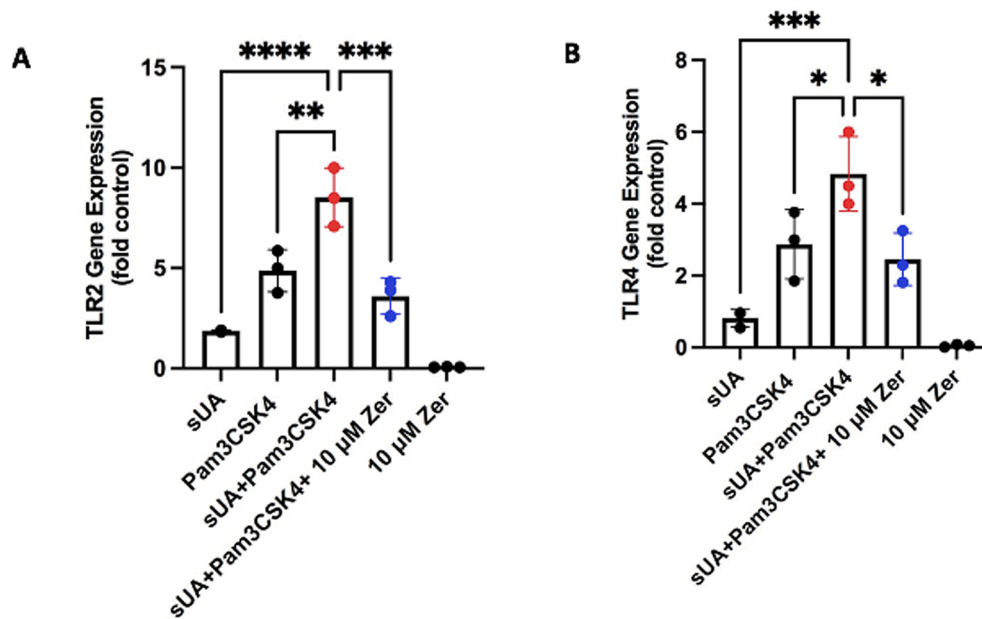 A
TLR2 Gene Expression
(fold control)
15
10
5
0
****
***
**
sUA
Pam3CSK4
sUA+Pam3CSK4
sUA+Pam3CSK4+ 10 µM Zer
10 µM Zer
B
TLR4 Gene Expression
(fold control)
8
6
4
2
0
***
*
*
sUA
Pam3CSK4
sUA+Pam3CSK4
sUA+Pam3CSK4+ 10 µM Zer
10 µM Zer